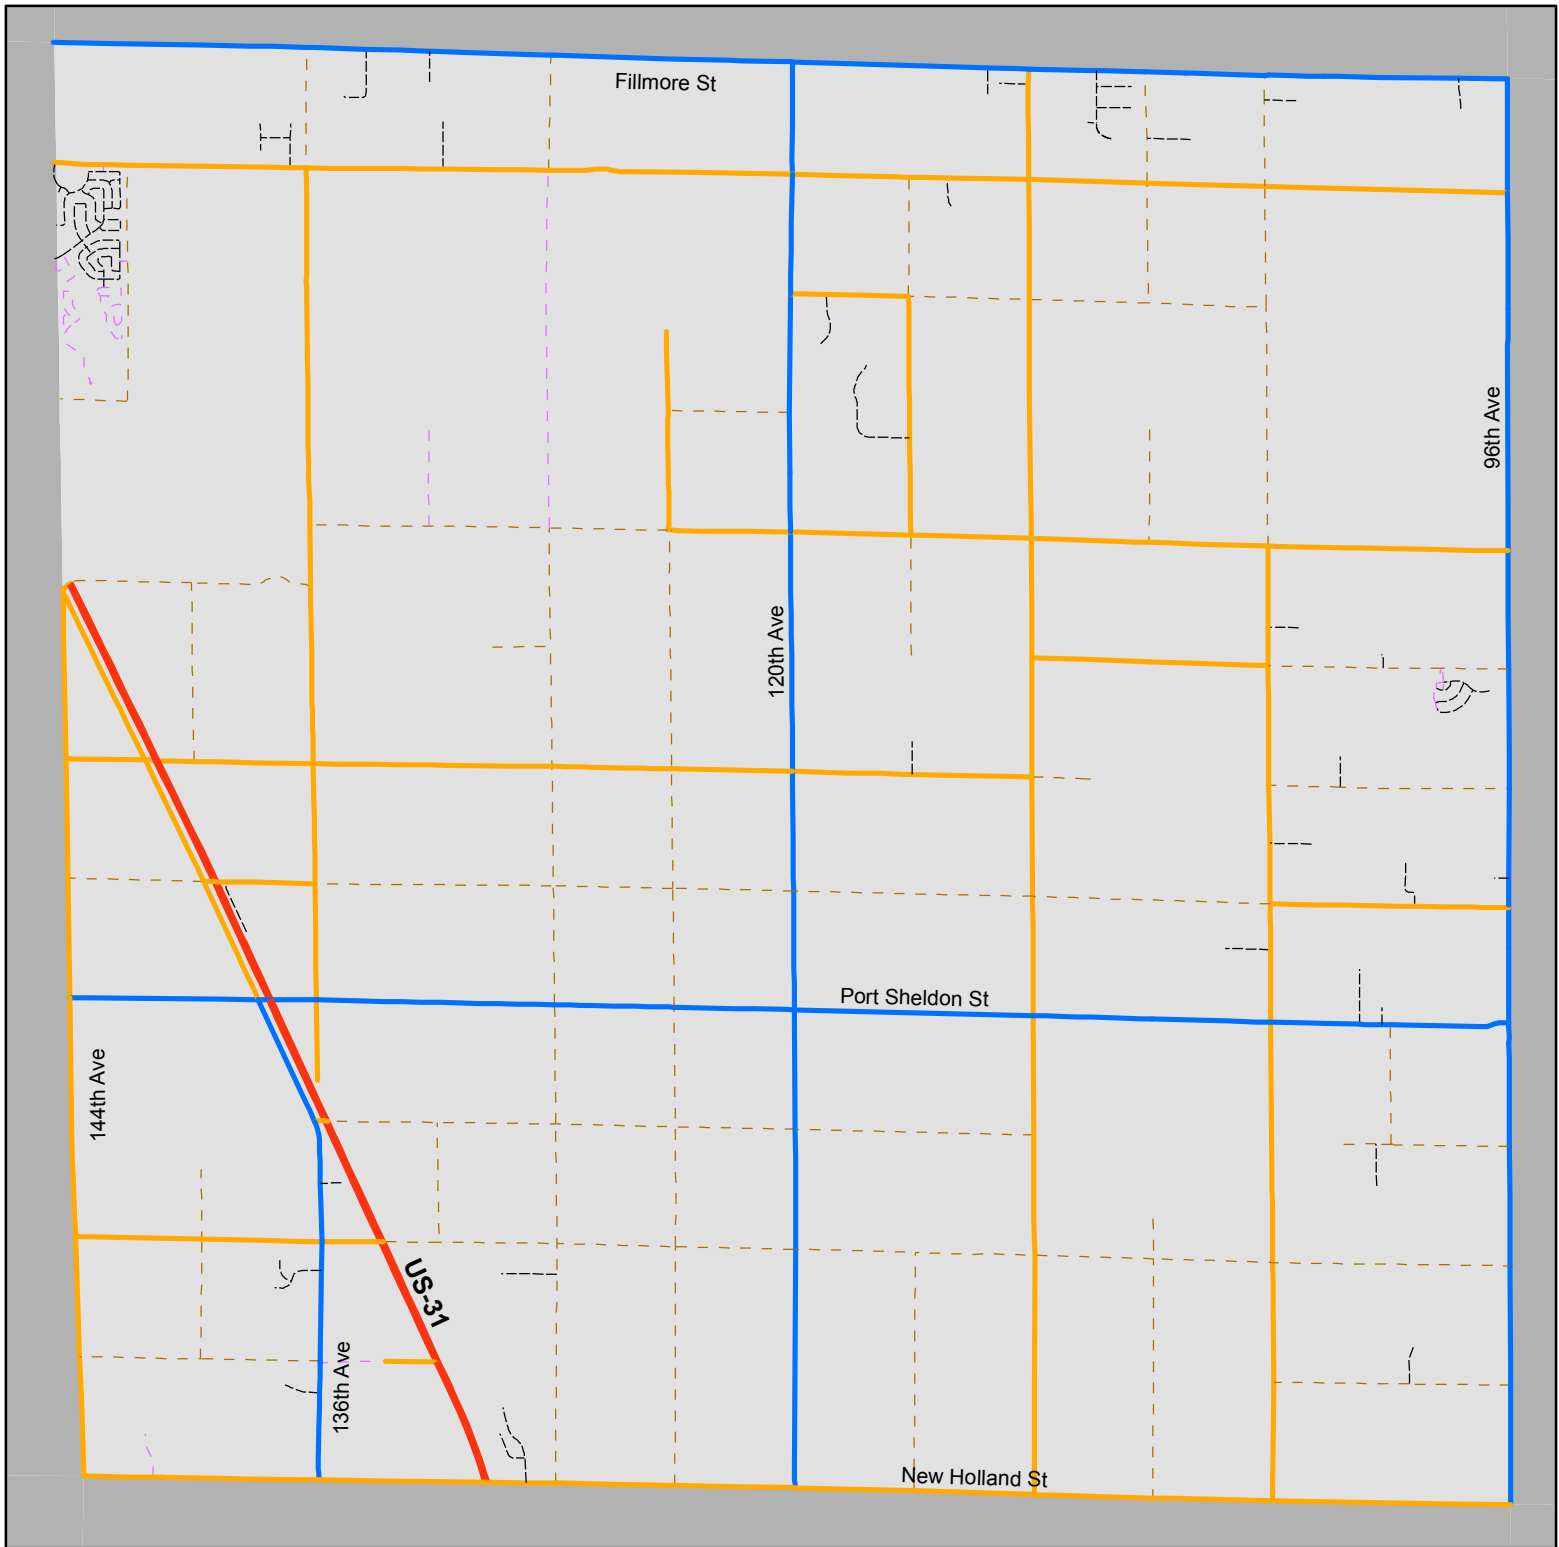 Fillmore St
96th Ave
120th Ave
Port Sheldon St
144th Ave
US-31
136th Ave
New Holland St